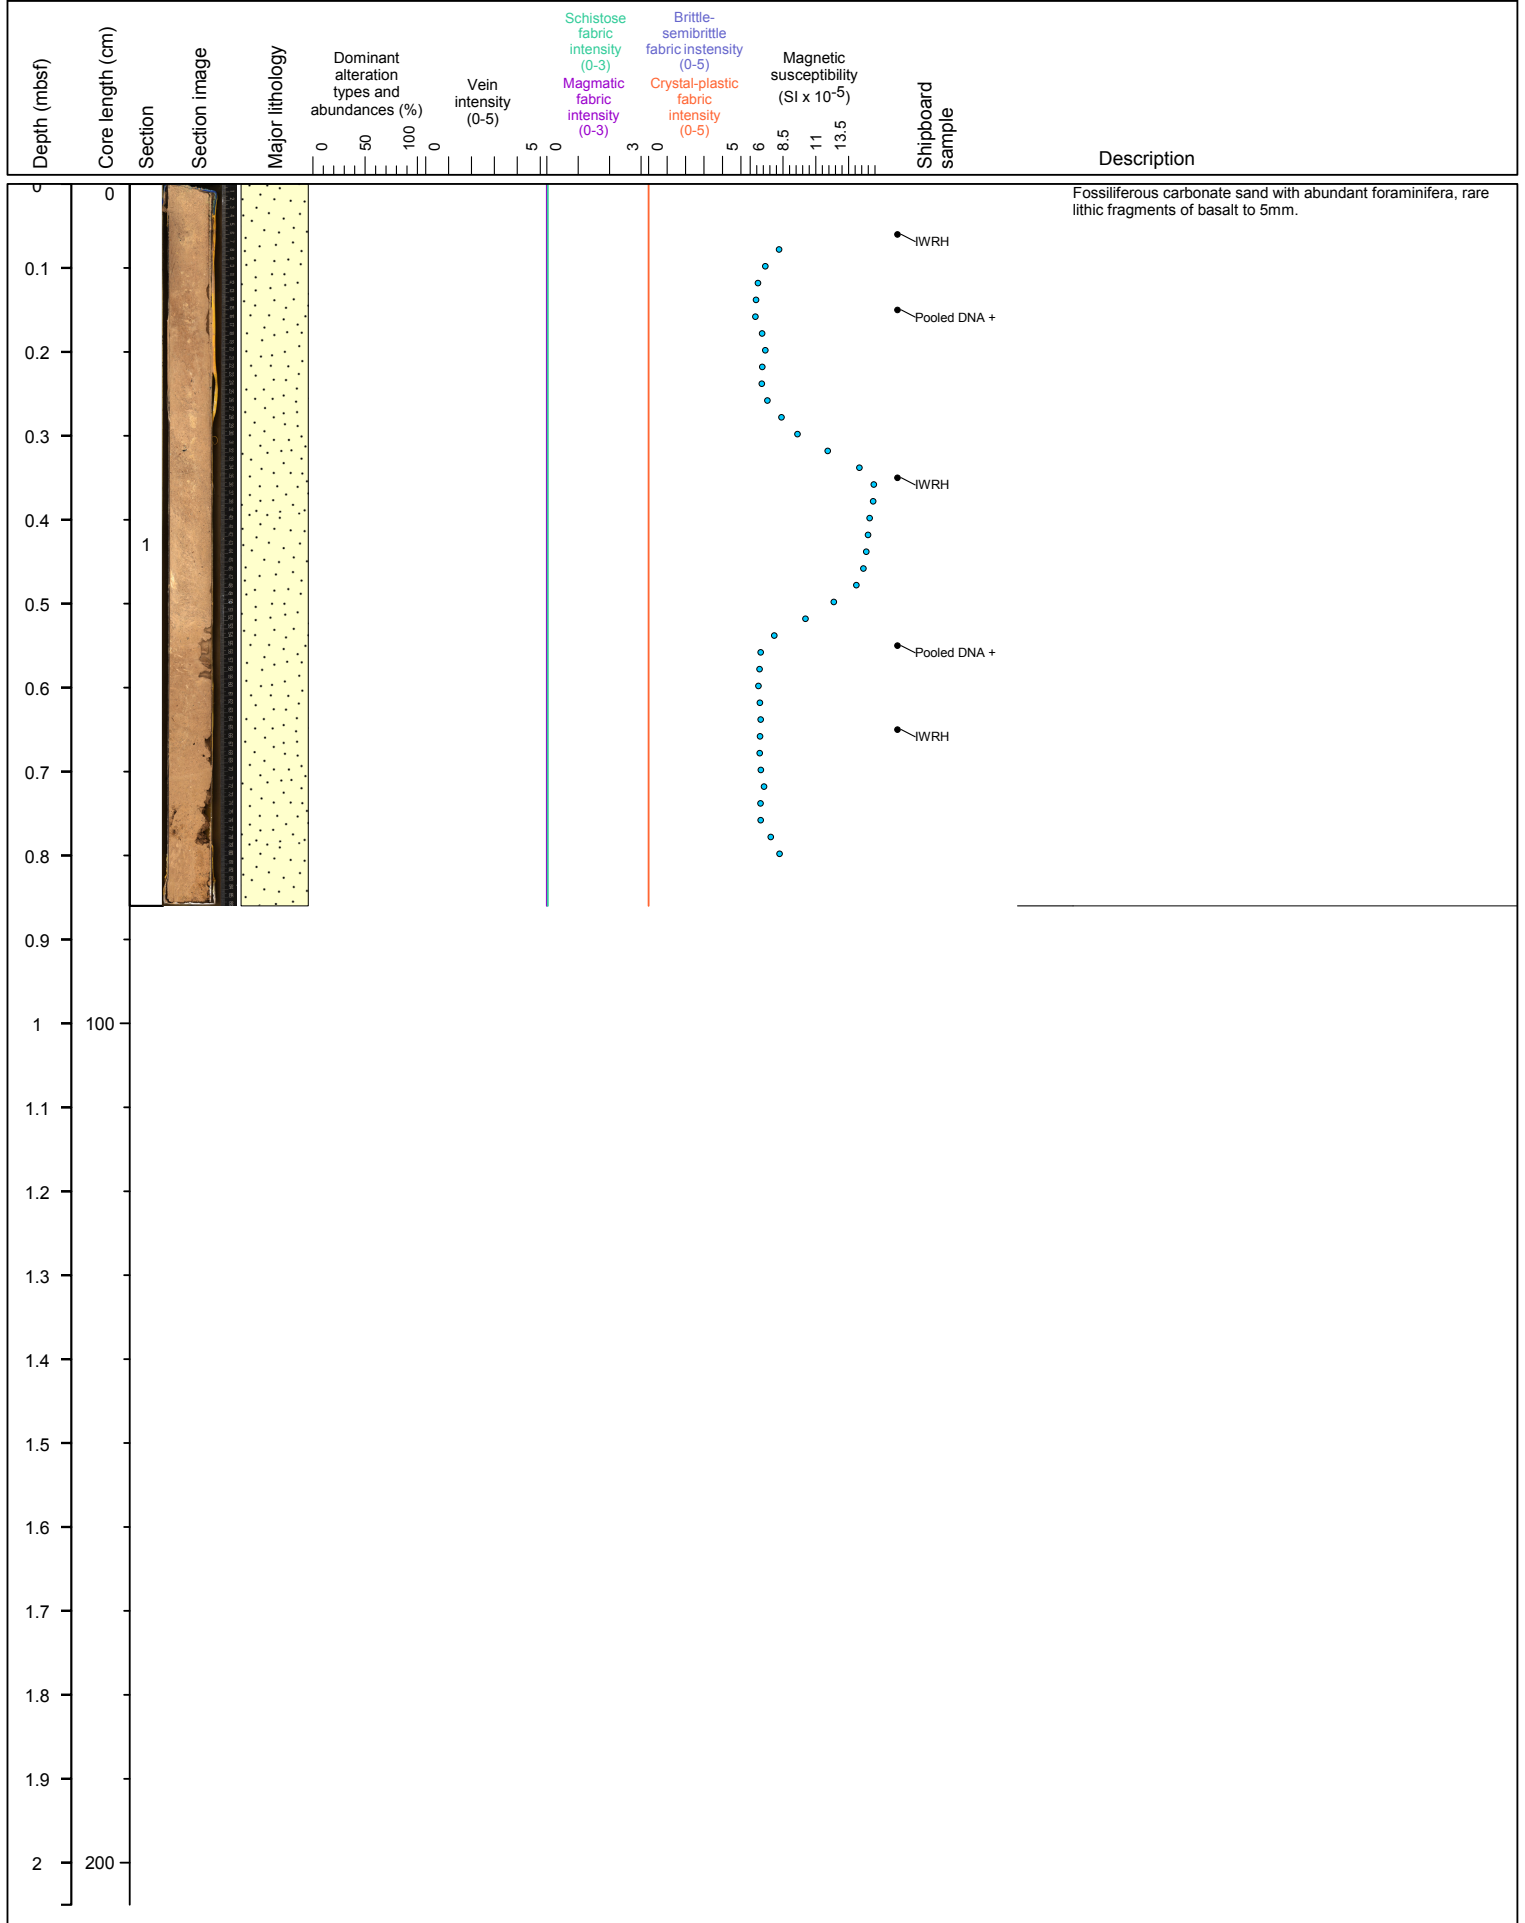 Depth (mbsf)
Core length (cm)
Section
Section image
Major lithology
Dominant
alteration
types and
abundances (%)
0 50 100
Vein
intensity
(0-5)
0 5
Schistose
fabric
intensity
(0-3)
Magmatic
fabric
intensity
(0-3)
0 3
Brittle-
semibrittle
fabric instensity
(0-5)
Crystal-plastic
fabric
intensity
(0-5)
0 5
Magnetic
susceptibility
(SI x 10-5)
6 8.5 11 13.5
Shipboard
sample
Description
0 0
Fossiliferous carbonate sand with abundant foraminifera, rare
lithic fragments of basalt to 5mm.
IWRH
0.1
Pooled DNA +
0.2
0.3
IWRH
0.4
1
0.5
Pooled DNA +
0.6
IWRH
0.7
0.8
0.9
1 100
1.1
1.2
1.3
1.4
1.5
1.6
1.7
1.8
1.9
2 200